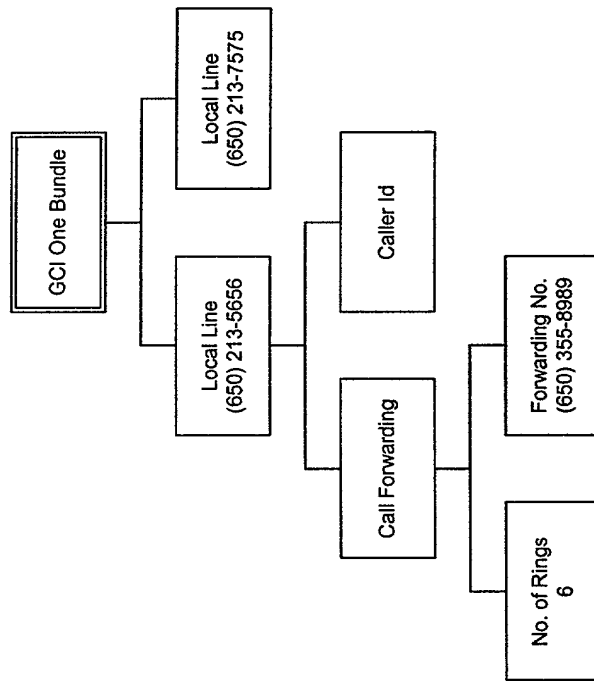 GCI One Bundle
Local Line
(650) 213-5656
Local Line
(650) 213-7575
Call Forwarding
Caller Id
No. of Rings
6
Forwarding No.
(650) 355-8989